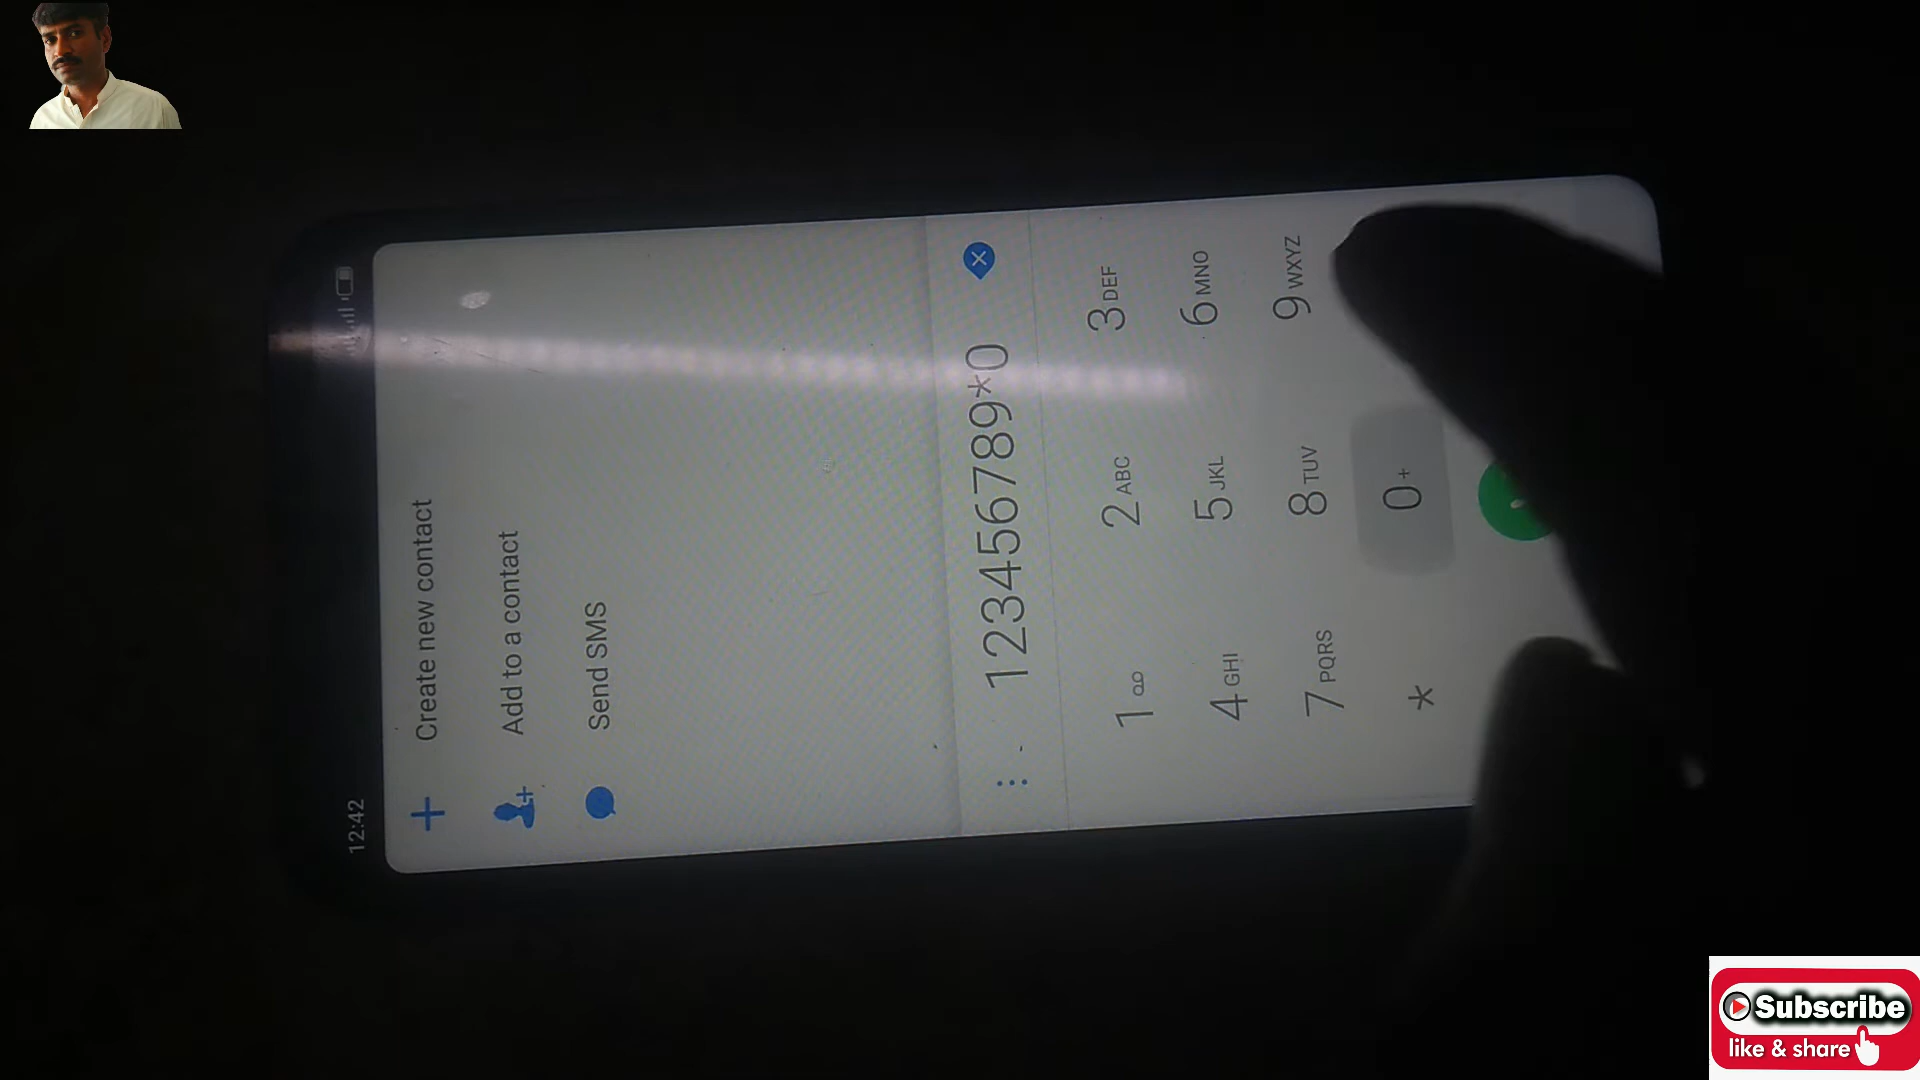 12:42
Create new contact
Add to a contact
Send SMS
123456789*0
1
2 ABC
3 DEF
4 GHI
5 JKL
6 MNO
7 PQRS
8 TUV
9 WXYZ
*
0 +
Subscribe
like & share